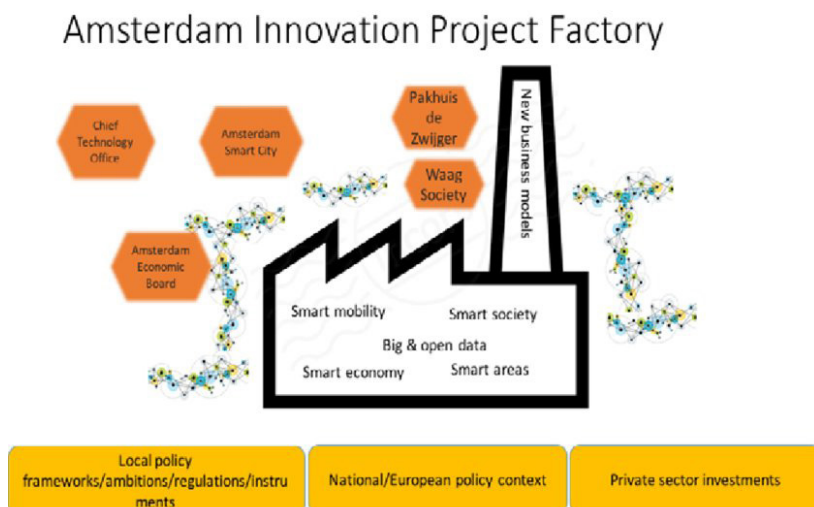 Amsterdam Innovation Project Factory
Chief
Technology
Office
Amsterdam
Smart City
Pakhuis
de
Zwijger
Waag
Society
New business models
Amsterdam
Economic
Board
Smart mobility
Smart society
Big & open data
Smart economy
Smart areas
Local policy
frameworks/ambitions/regulations/instru
ments
National/European policy context
Private sector investments